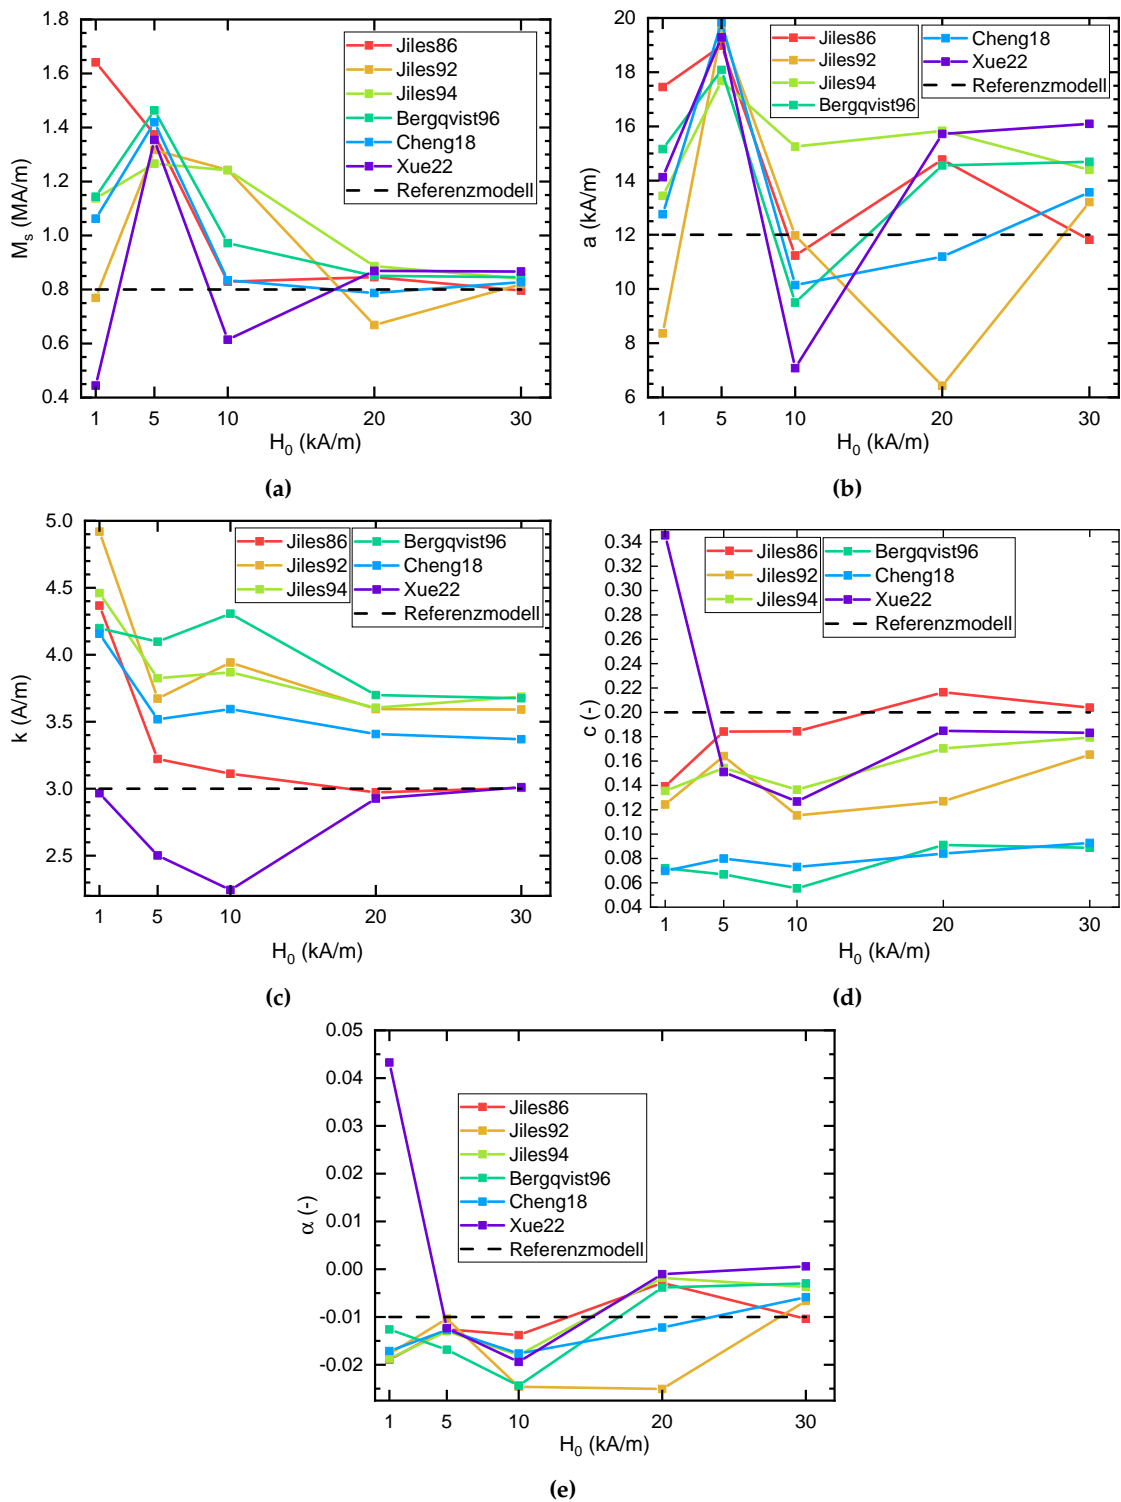 1.8
1.6
1.4
1.2
1.0
0.8
0.6
0.4
M_s (MA/m)
Jiles86
Jiles92
Jiles94
Bergqvist96
Cheng18
Xue22
Referenzmodell
1 5 10 20 30
H_0 (kA/m)
(a)
20
18
16
14
12
10
8
6
a (kA/m)
Jiles86
Jiles92
Jiles94
Bergqvist96
Cheng18
Xue22
Referenzmodell
1 5 10 20 30
H_0 (kA/m)
(b)
5.0
4.5
4.0
3.5
3.0
2.5
k (A/m)
Jiles86
Jiles92
Jiles94
Bergqvist96
Cheng18
Xue22
Referenzmodell
1 5 10 20 30
H_0 (kA/m)
(c)
0.34
0.32
0.30
0.28
0.26
0.24
0.22
0.20
0.18
0.16
0.14
0.12
0.10
0.08
0.06
0.04
c (-)
Jiles86
Jiles92
Jiles94
Bergqvist96
Cheng18
Xue22
Referenzmodell
1 5 10 20 30
H_0 (kA/m)
(d)
0.05
0.04
0.03
0.02
0.01
0.00
-0.01
-0.02
α (-)
Jiles86
Jiles92
Jiles94
Bergqvist96
Cheng18
Xue22
Referenzmodell
1 5 10 20 30
H_0 (kA/m)
(e)